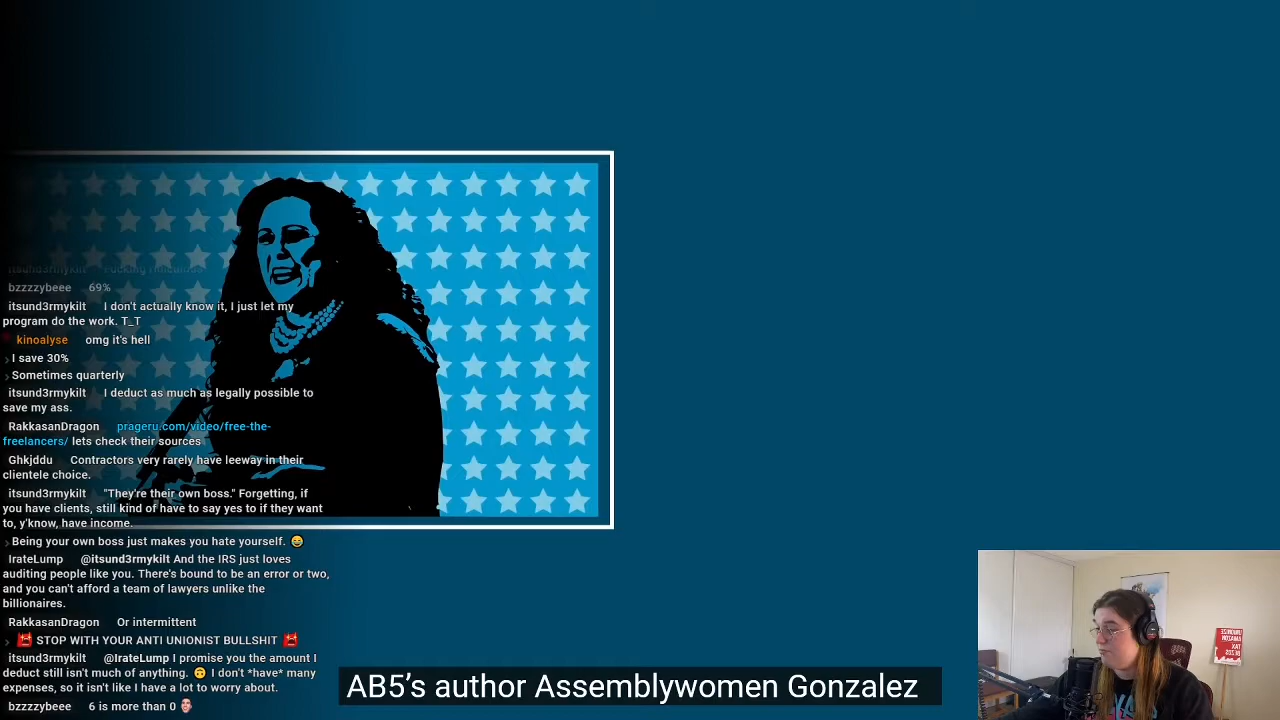 bzzzzybeee 69%
itsund3rmykilt I don't actually know it, I just let my
program do the work. T_T
kinoalyse omg it's hell
I save 30%
Sometimes quarterly
itsund3rmykilt I deduct as much as legally possible to
save my ass.
RakkasanDragon prageru.com/video/free-the-
freelancers/ lets check their sources
Ghkjddu Contractors very rarely have leeway in their
clientele choice.
itsund3rmykilt "They're their own boss." Forgetting, if
you have clients, still kind of have to say yes to if they want
to, y'know, have income.
Being your own boss just makes you hate yourself. 😄
IrateLump @itsund3rmykilt And the IRS just loves
auditing people like you. There's bound to be an error or two,
and you can't afford a team of lawyers unlike the
billionaires.
RakkasanDragon Or intermittent
🚨 STOP WITH YOUR ANTI UNIONIST BULLSHIT 🚨
itsund3rmykilt @IrateLump I promise you the amount I
deduct still isn't much of anything. 🙃 I don't *have* many
expenses, so it isn't like I have a lot to worry about.
bzzzzybeee 6 is more than 0
AB5’s author Assemblywomen Gonzalez